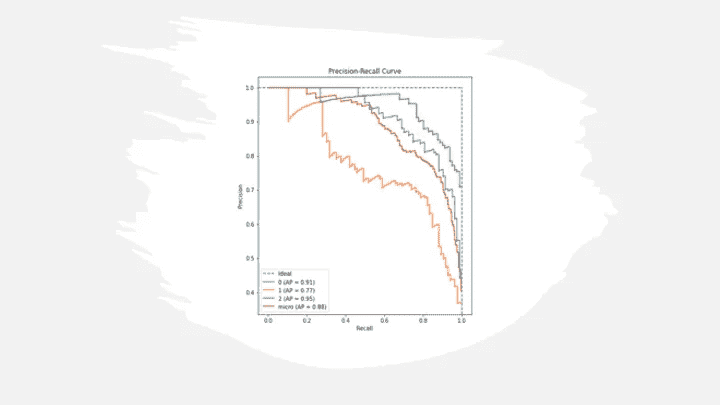 Precision-Recall Curve
1.0
0.9
0.8
0.7
0.6
0.5
0.4
Precision
Ideal
0 (AP = 0.91)
1 (AP = 0.77)
2 (AP = 0.95)
micro (AP = 0.88)
0.0 0.2 0.4 0.6 0.8 1.0
Recall